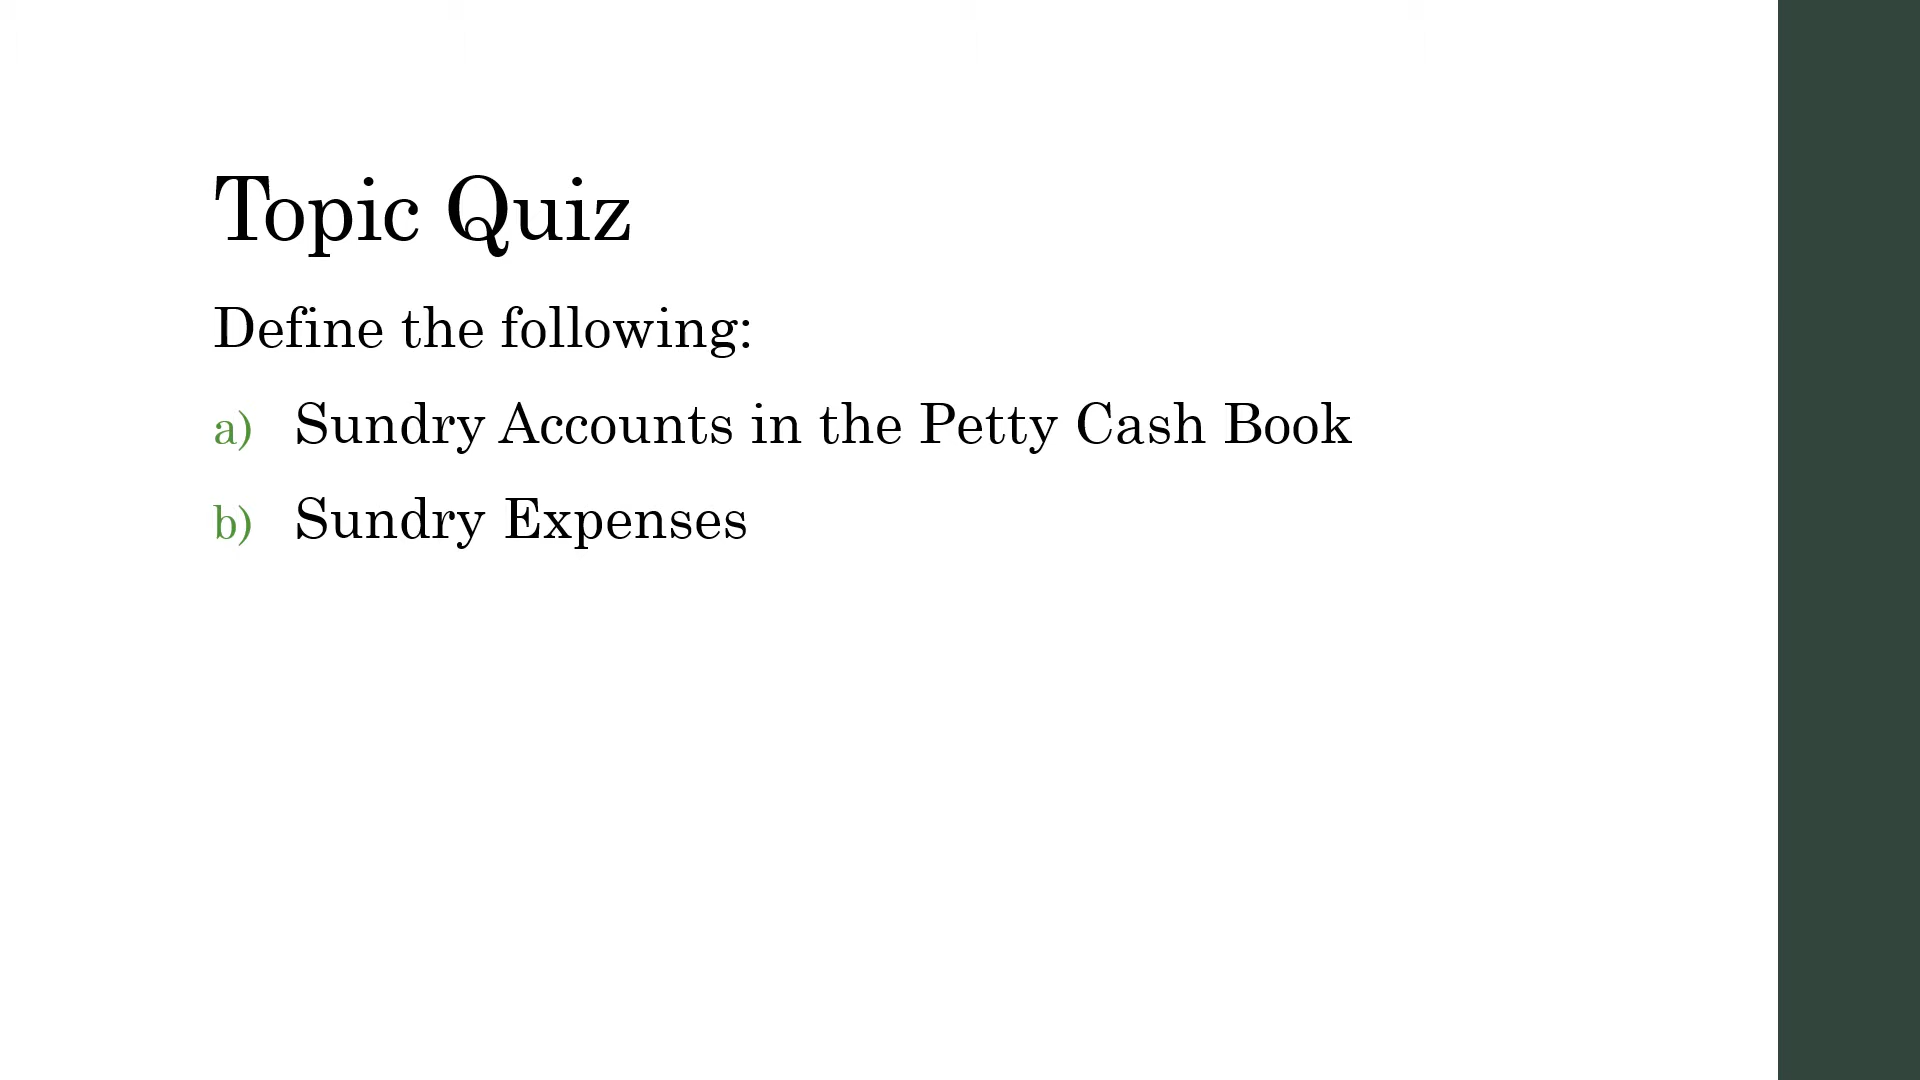 Topic Quiz
Define the following:
a) Sundry Accounts in the Petty Cash Book
b) Sundry Expenses